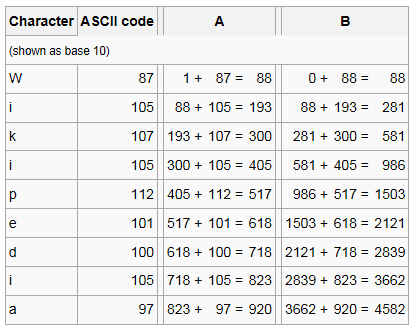 Character ASCII code A B
(shown as base 10)
W 87 1 + 87 = 88 0 + 88 = 88
i 105 88 + 105 = 193 88 + 193 = 281
k 107 193 + 107 = 300 281 + 300 = 581
i 105 300 + 105 = 405 581 + 405 = 986
p 112 405 + 112 = 517 986 + 517 = 1503
e 101 517 + 101 = 618 1503 + 618 = 2121
d 100 618 + 100 = 718 2121 + 718 = 2839
i 105 718 + 105 = 823 2839 + 823 = 3662
a 97 823 + 97 = 920 3662 + 920 = 4582